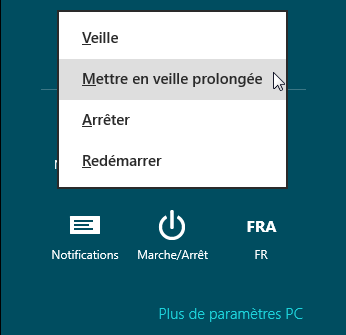 Veille
Mettre en veille prolongée
Arrêter
Redémarrer
FRA
Notifications
Marche/Arrêt
FR
Plus de paramètres PC